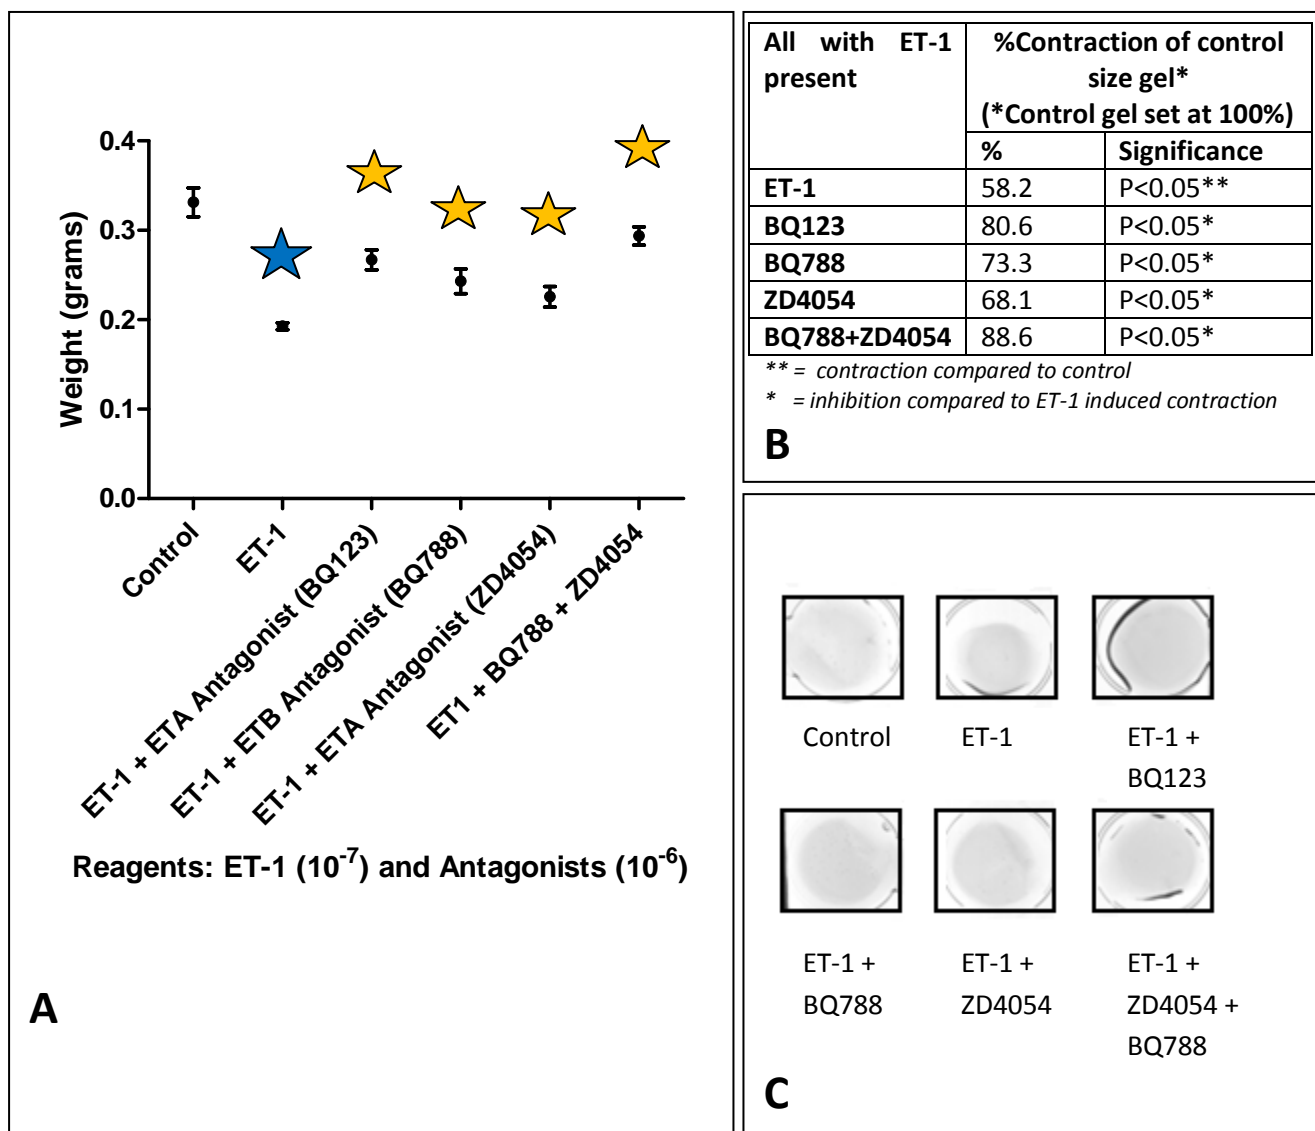 0.4
0.3
0.2
0.1
0.0
Weight (grams)
Control
ET-1
ET-1 + ETA Antagonist (BQ123)
ET-1 + ETB Antagonist (BQ788)
ET-1 + ETA Antagonist (ZD4054)
ET1 + BQ788 + ZD4054
Reagents: ET-1 (10⁻⁷) and Antagonists (10⁻⁶)
A
All with ET-1
present
%Contraction of control
size gel*
(*Control gel set at 100%)
% Significance
ET-1 58.2 P<0.05**
BQ123 80.6 P<0.05*
BQ788 73.3 P<0.05*
ZD4054 68.1 P<0.05*
BQ788+ZD4054 88.6 P<0.05*
** = contraction compared to control
* = inhibition compared to ET-1 induced contraction
B
Control
ET-1
ET-1 +
BQ123
ET-1 +
BQ788
ET-1 +
ZD4054
ET-1 +
ZD4054 +
BQ788
C